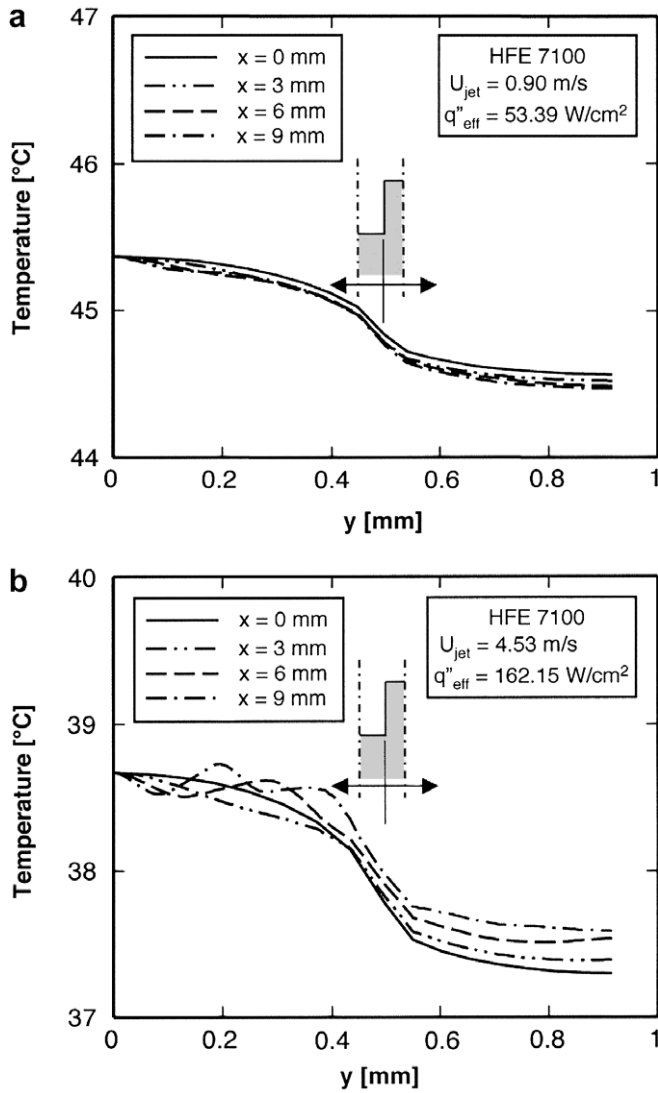 a
47
46
45
44
Temperature [°C]
x = 0 mm
x = 3 mm
x = 6 mm
x = 9 mm
HFE 7100
U_jet = 0.90 m/s
q"_eff = 53.39 W/cm²
0 0.2 0.4 0.6 0.8 1
y [mm]
b
40
39
38
37
Temperature [°C]
x = 0 mm
x = 3 mm
x = 6 mm
x = 9 mm
HFE 7100
U_jet = 4.53 m/s
q"_eff = 162.15 W/cm²
0 0.2 0.4 0.6 0.8 1
y [mm]